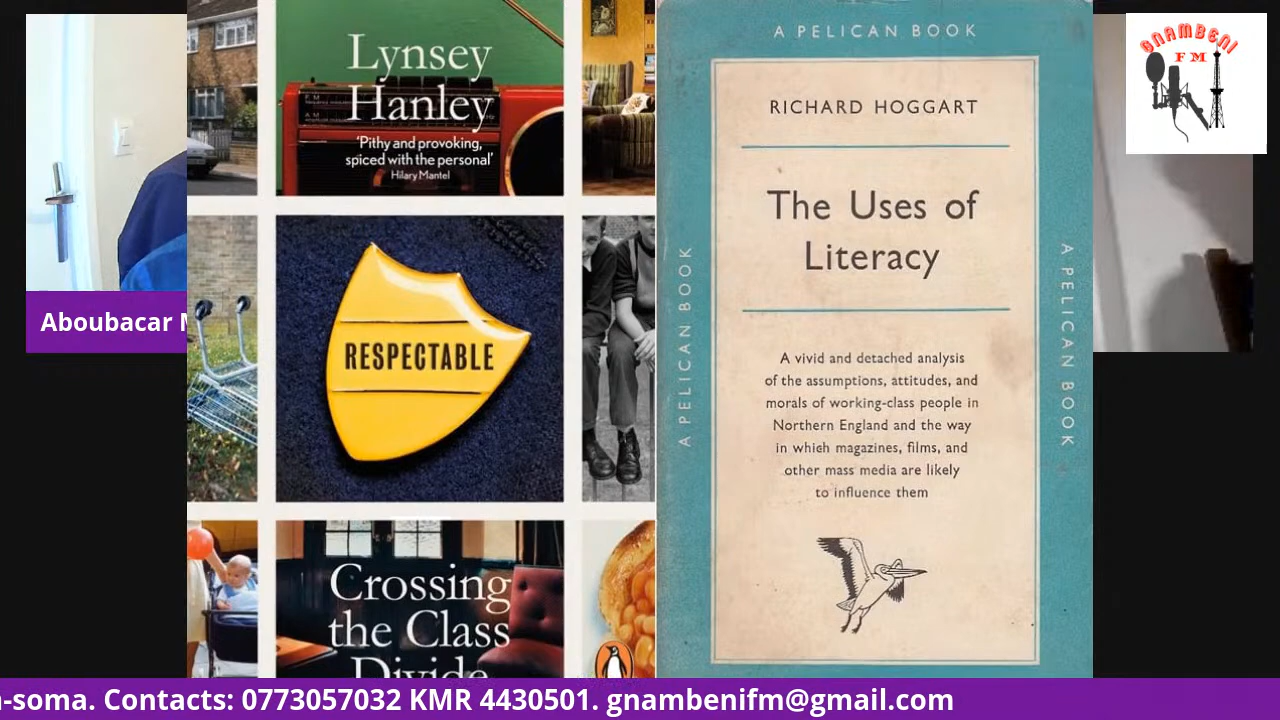 Lynsey
Hanley
'Pithy and provoking,
spiced with the personal'
Hilary Mantel
RESPECTABLE
Crossing
the Class
Divide
A PELICAN BOOK
RICHARD HOGGART
The Uses of
Literacy
A vivid and detached analysis
of the assumptions, attitudes, and
morals of working-class people in
Northern England and the way
in which magazines, films, and
other mass media are likely
to influence them
A PELICAN BOOK
A PELICAN BOOK
GNAMBENI
FM
Aboubacar
-soma. Contacts: 0773057032 KMR 4430501. gnambenifm@gmail.com